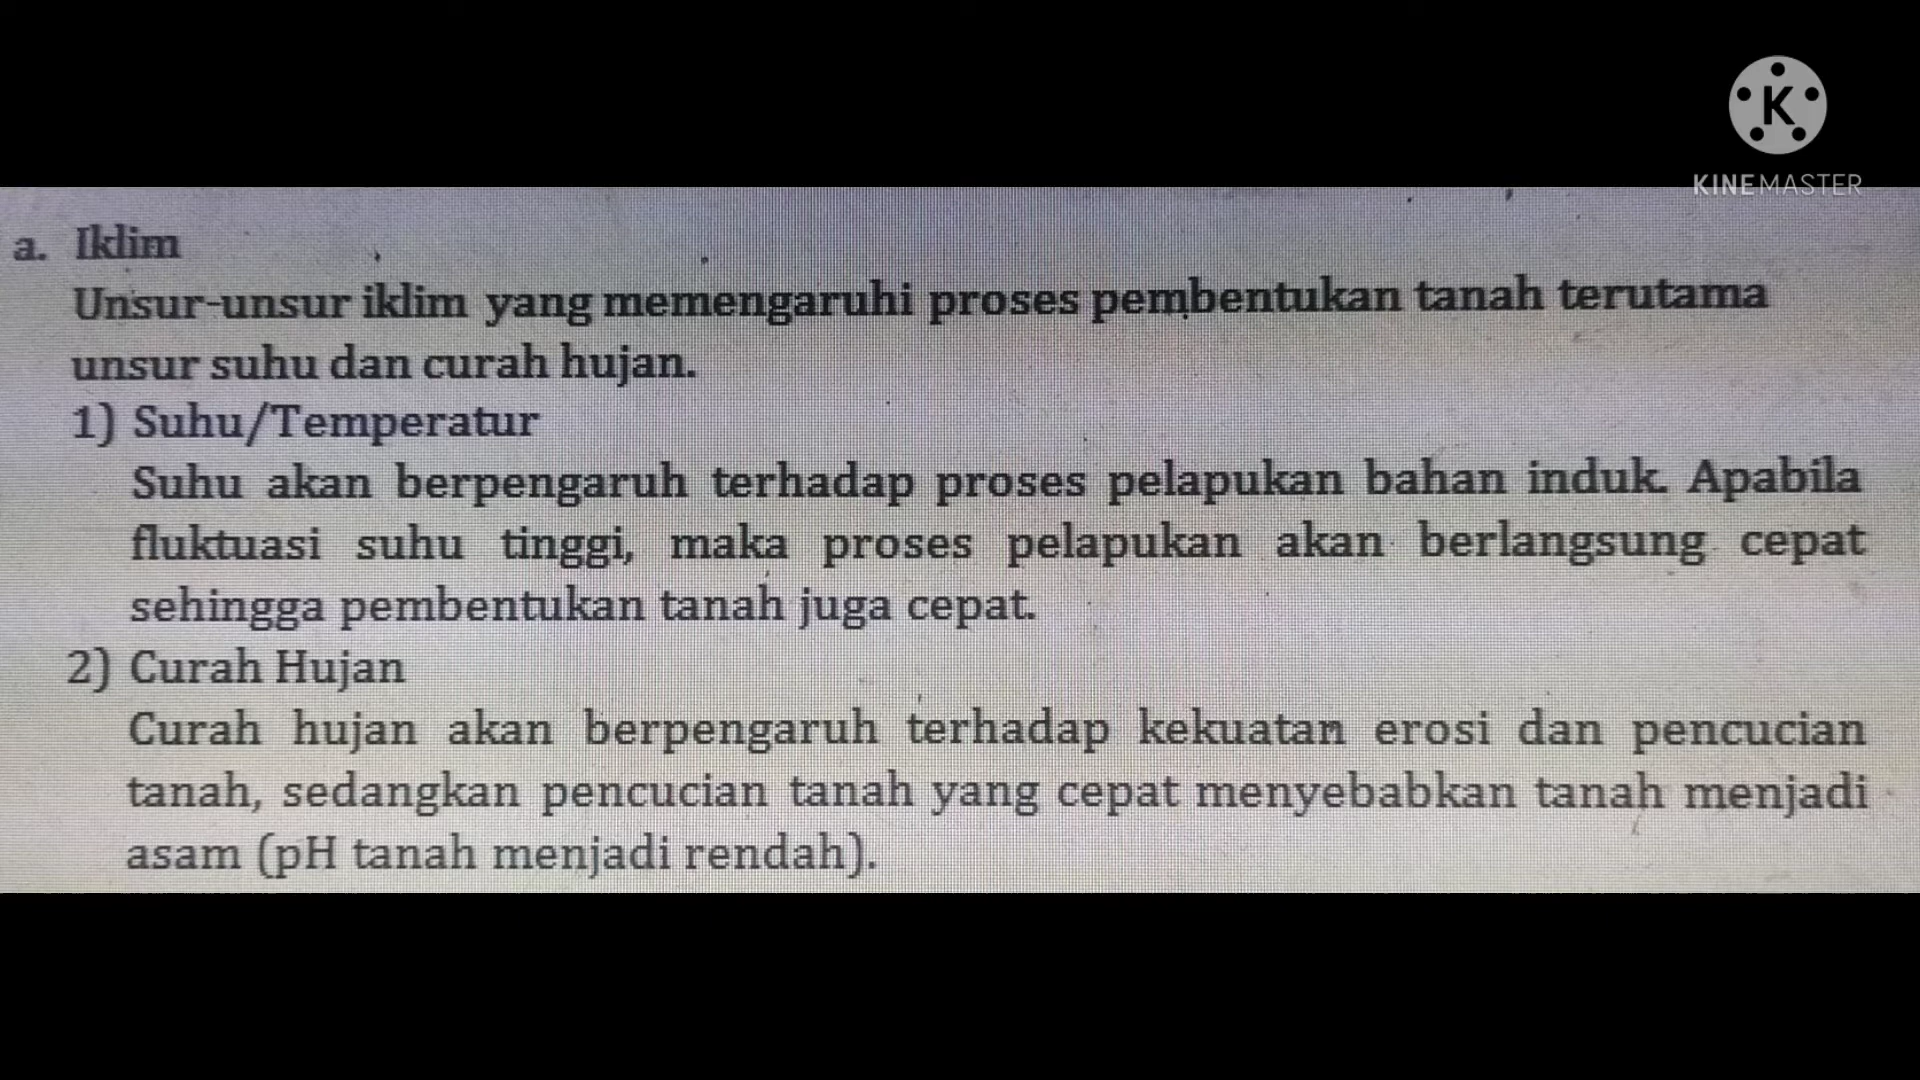 K
KINEMASTER
a. Iklim
Unsur-unsur iklim yang memengaruhi proses pembentukan tanah terutama
unsur suhu dan curah hujan.
1) Suhu/Temperatur
Suhu akan berpengaruh terhadap proses pelapukan bahan induk. Apabila
fluktuasi suhu tinggi, maka proses pelapukan akan berlangsung cepat
sehingga pembentukan tanah juga cepat.
2) Curah Hujan
Curah hujan akan berpengaruh terhadap kekuatan erosi dan pencucian
tanah, sedangkan pencucian tanah yang cepat menyebabkan tanah menjadi
asam (pH tanah menjadi rendah).